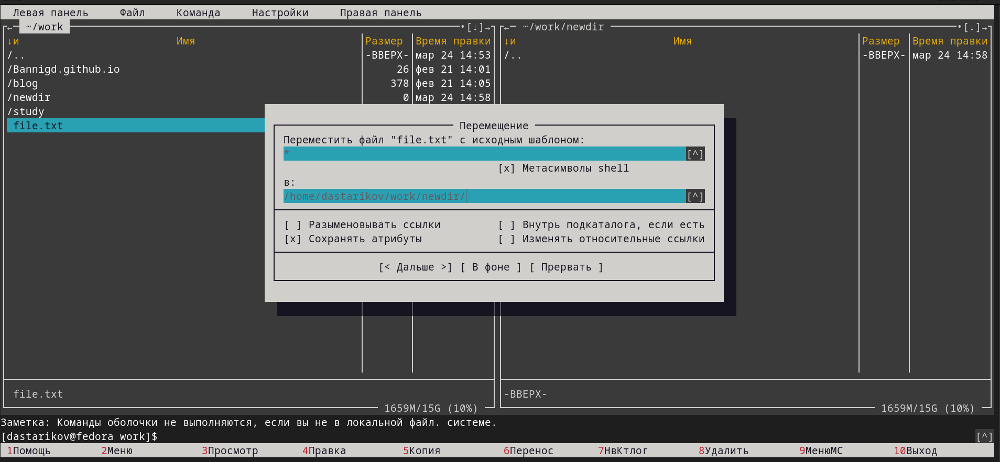 Левая панель Файл Команда Настройки Правая панель
← ~/work •[↓]→ ← ~/work/newdir •[↓]→
↓и Имя Размер Время правки ↓и Имя Размер Время правки
/.. -ВВЕРХ- мар 24 14:53 /.. -ВВЕРХ- мар 24 14:58
/Bannigd.github.io 26 фев 21 14:01
/blog 378 фев 21 14:05
/newdir 0 мар 24 14:58
/study
file.txt
Перемещение
Переместить файл "file.txt" с исходным шаблоном:
* [^]
[x] Метасимволы shell
в:
/home/dastarikov/work/newdir/ [^]
[ ] Разыменовывать ссылки [ ] Внутрь подкаталога, если есть
[x] Сохранять атрибуты [ ] Изменять относительные ссылки
[< Дальше >] [ В фоне ] [ Прервать ]
file.txt -ВВЕРХ-
1659M/15G (10%) 1659M/15G (10%)
Заметка: Команды оболочки не выполняются, если вы не в локальной файл. системе.
[dastarikov@fedora work]$ [^]
1Помощь 2Меню 3Просмотр 4Правка 5Копия 6Перенос 7НвКтлог 8Удалить 9МенюМС 10Выход